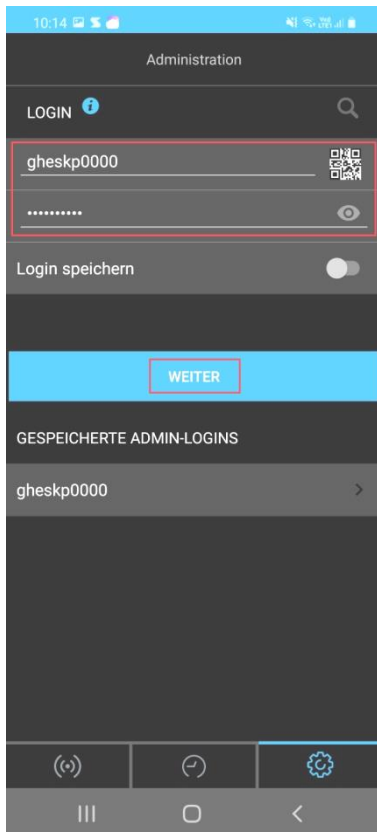 10:14
Administration
LOGIN
gheskp0000
••••••••••
Login speichern
WEITER
GESPEICHERTE ADMIN-LOGINS
gheskp0000